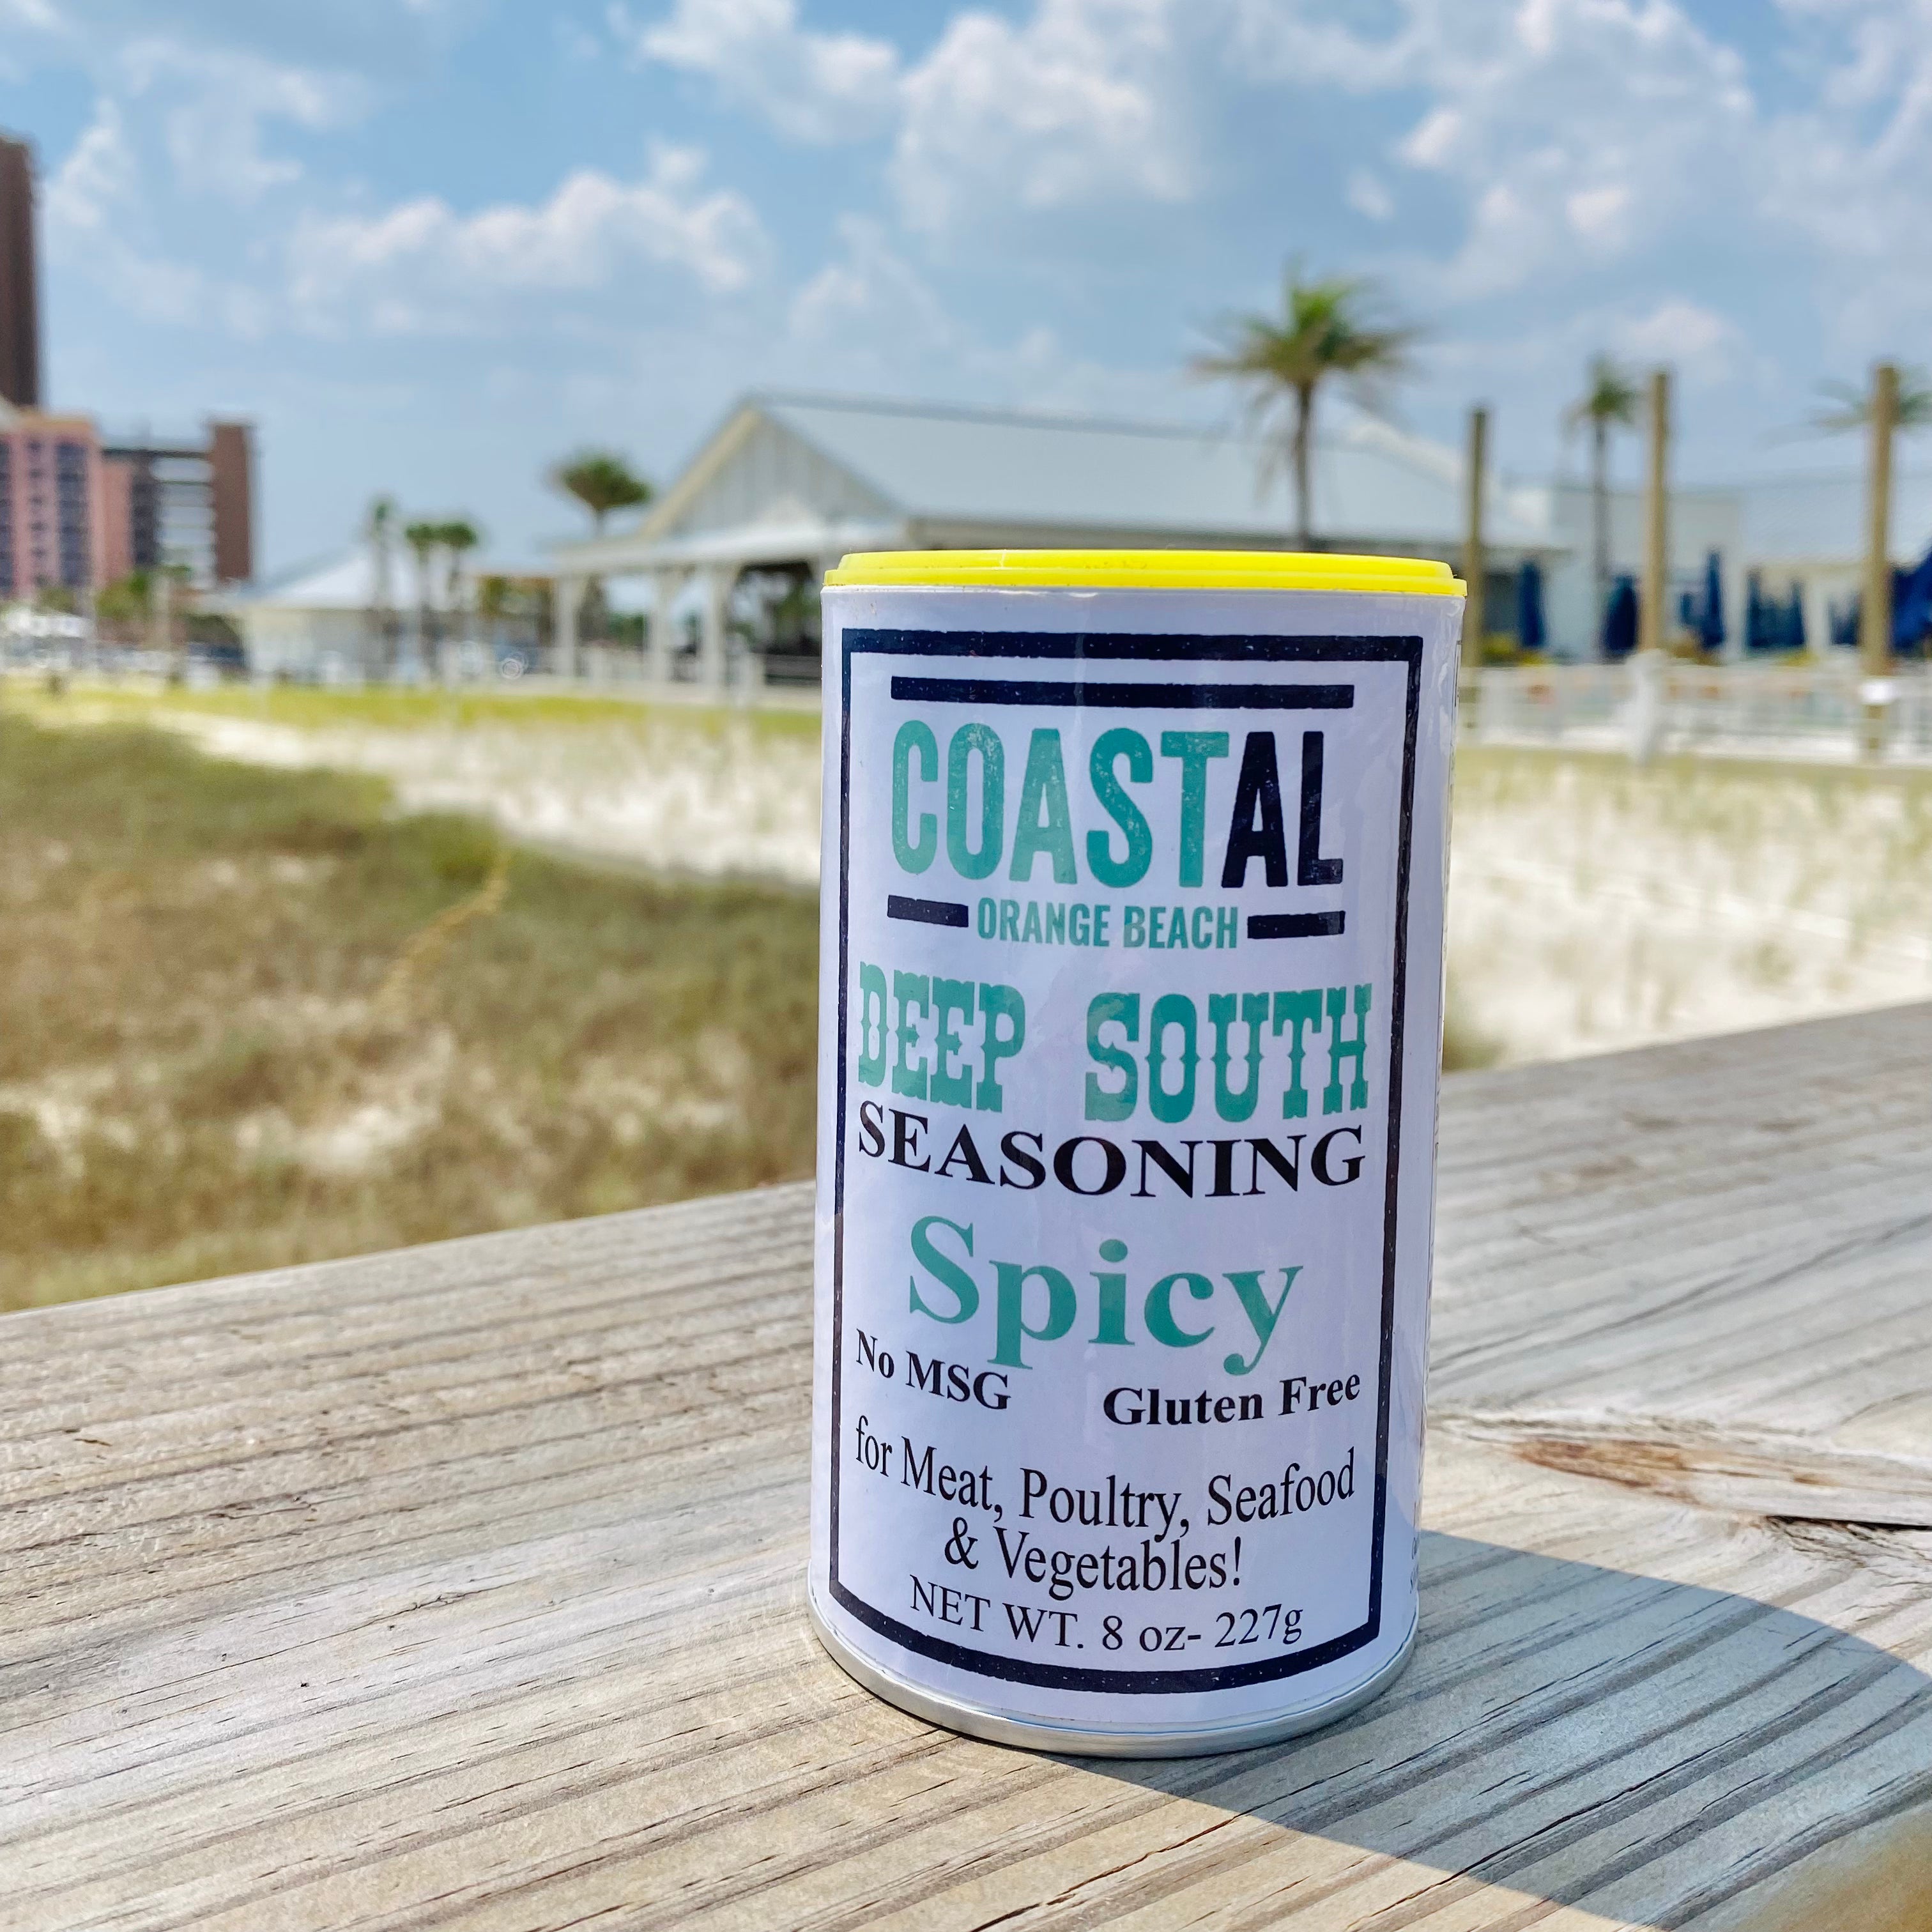 COASTAL
ORANGE BEACH
DEEP SOUTH
SEASONING
Spicy
No MSG Gluten Free
for Meat, Poultry, Seafood
& Vegetables!
NET WT. 8 oz- 227g